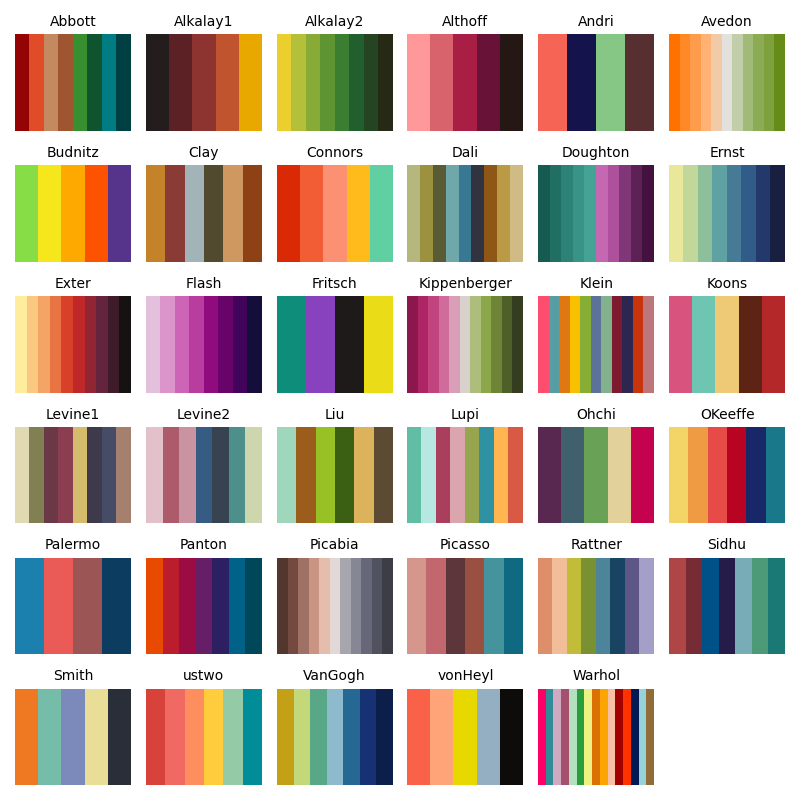 Abbott Alkalay1 Alkalay2 Althoff Andri Avedon
Budnitz Clay Connors Dali Doughton Ernst
Exter Flash Fritsch Kippenberger Klein Koons
Levine1 Levine2 Liu Lupi Ohchi OKeeffe
Palermo Panton Picabia Picasso Rattner Sidhu
Smith ustwo VanGogh vonHeyl Warhol